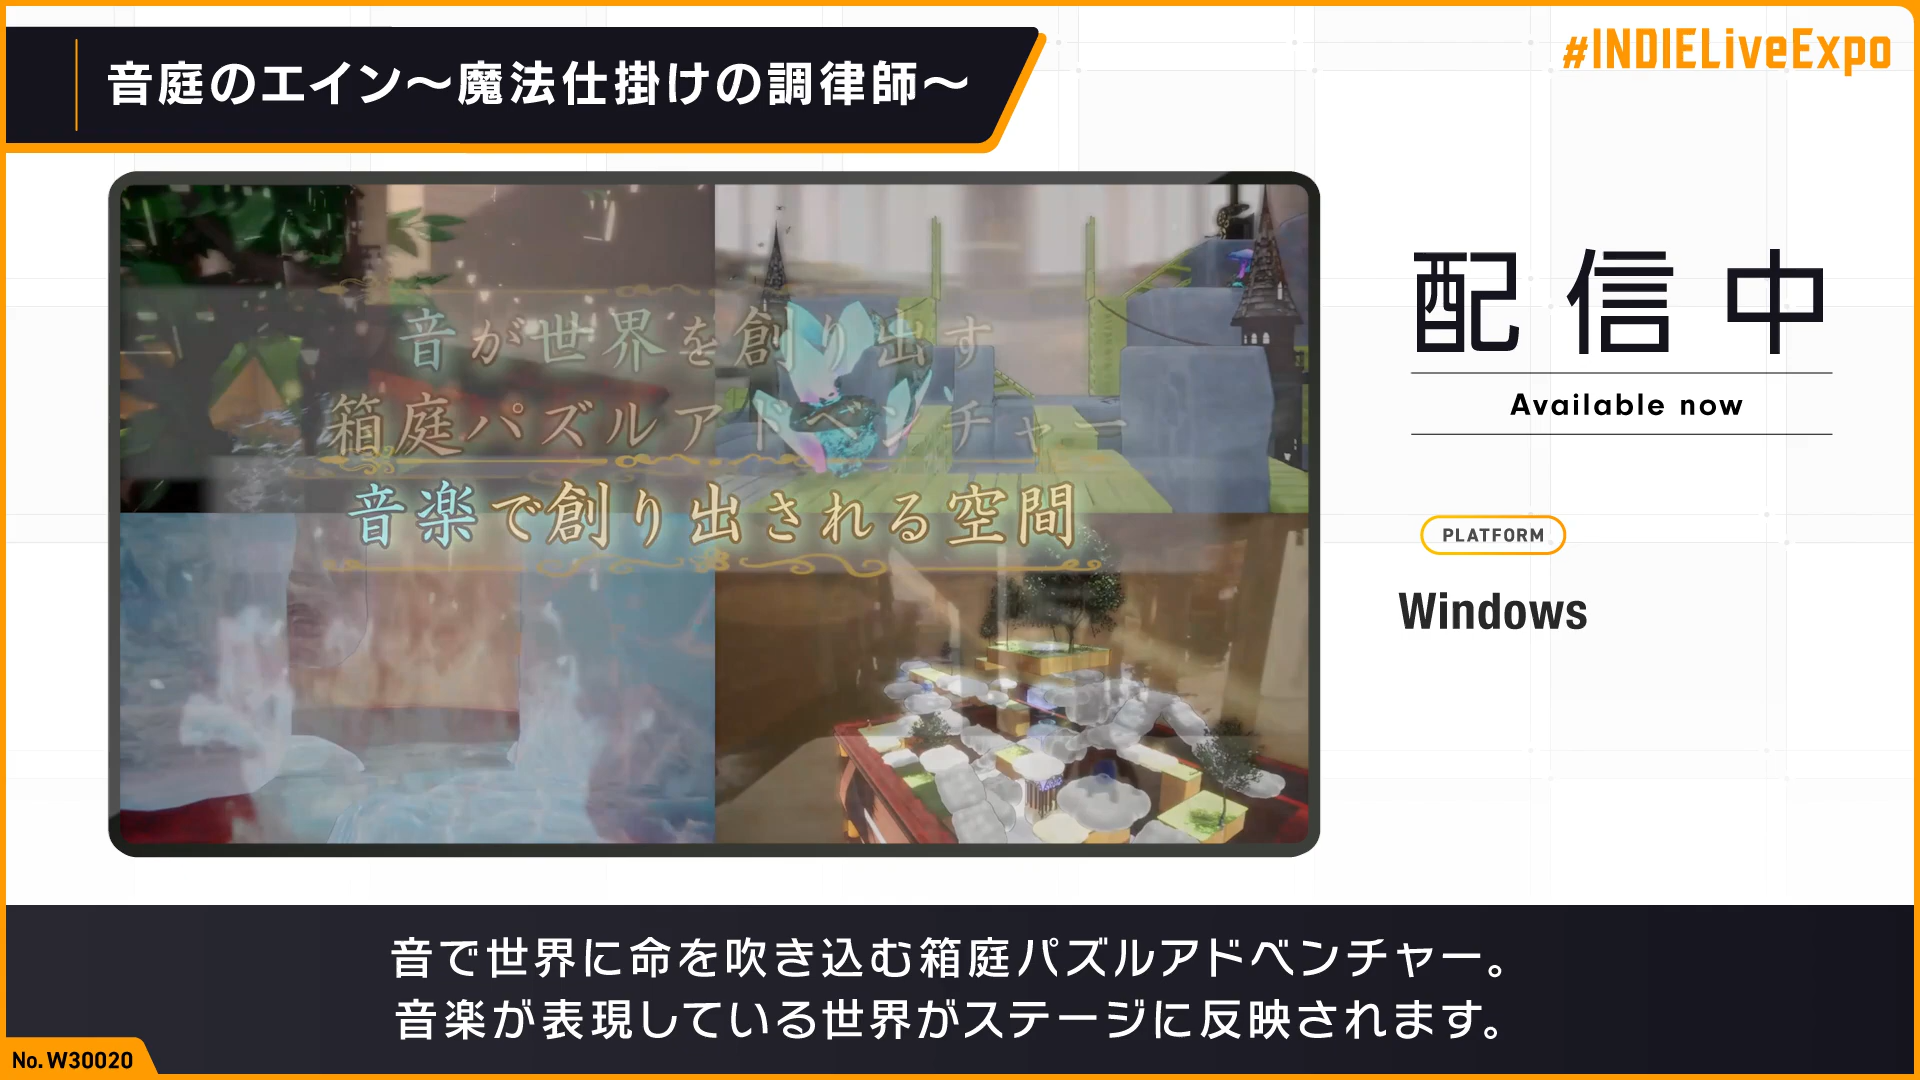 音庭のエイン～魔法仕掛けの調律師～
#INDIELiveExpo
音が世界を創り出す
箱庭パズルアドベンチャー
音楽で創り出される空間
配信中
Available now
PLATFORM
Windows
音で世界に命を吹き込む箱庭パズルアドベンチャー。
音楽が表現している世界がステージに反映されます。
No. W30020